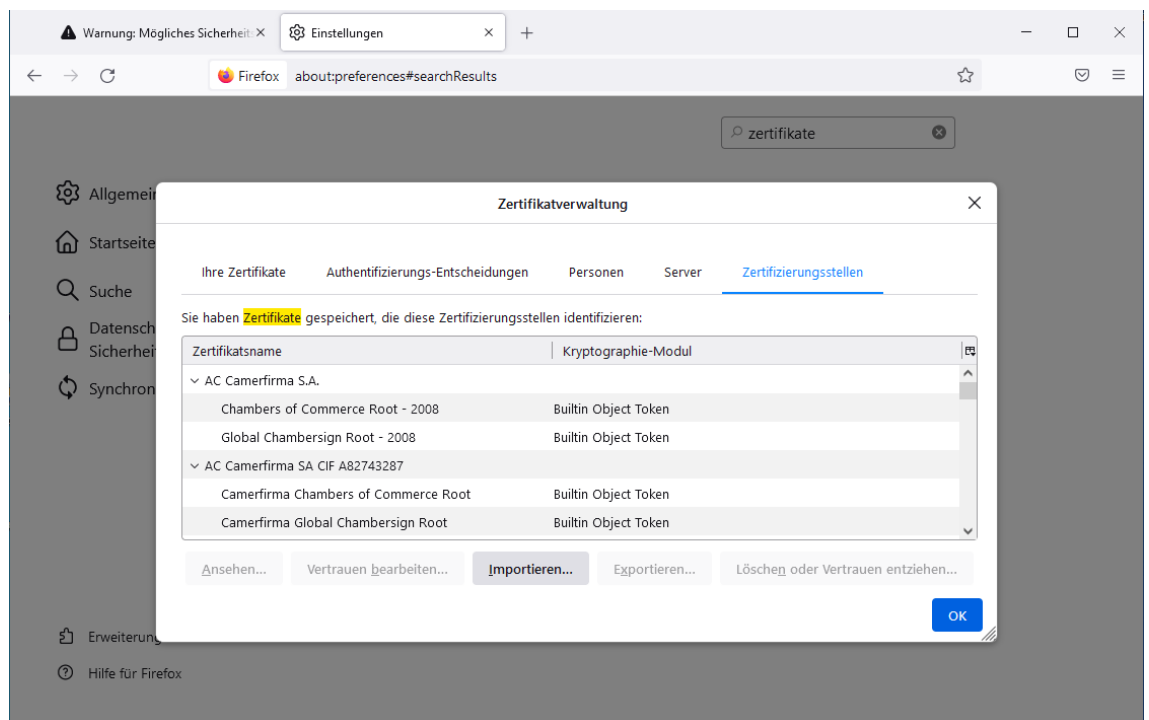 Warnung: Mögliches Sicherheits
Einstellungen
Firefox about:preferences#searchResults
zertifikate
Allgemein
Startseite
Suche
Datensch
Sicherhei
Synchron
Erweiterung
Hilfe für Firefox
Zertifikatverwaltung
Ihre Zertifikate Authentifizierungs-Entscheidungen Personen Server Zertifizierungsstellen
Sie haben Zertifikate gespeichert, die diese Zertifizierungsstellen identifizieren:
Zertifikatsname Kryptographie-Modul
AC Camerfirma S.A.
Chambers of Commerce Root - 2008 Builtin Object Token
Global Chambersign Root - 2008 Builtin Object Token
AC Camerfirma SA CIF A82743287
Camerfirma Chambers of Commerce Root Builtin Object Token
Camerfirma Global Chambersign Root Builtin Object Token
Ansehen... Vertrauen bearbeiten... Importieren... Exportieren... Löschen oder Vertrauen entziehen...
OK